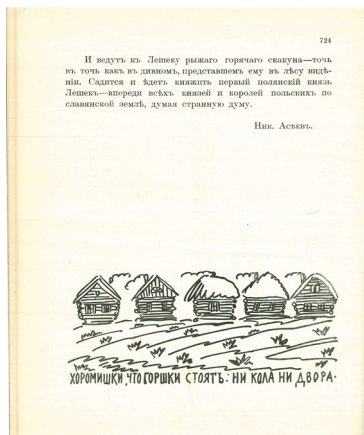 724
И ведутъ къ Лешеку рыжаго горячаго скакуна—точь
въ точь какъ въ дивномъ, представшемъ ему въ лѣсу видѣ-
ніи. Садится и ѣдетъ княжить первый полянскій князь
Лешекъ—впереди всѣхъ князей и королей польскихъ по
славянской землѣ, думая странную думу.
Ник. Асѣевъ.
ХОРОМИШКИ, ЧТО ГОРШКИ СТОЯТЪ: НИ КОЛА НИ ДВОРА.